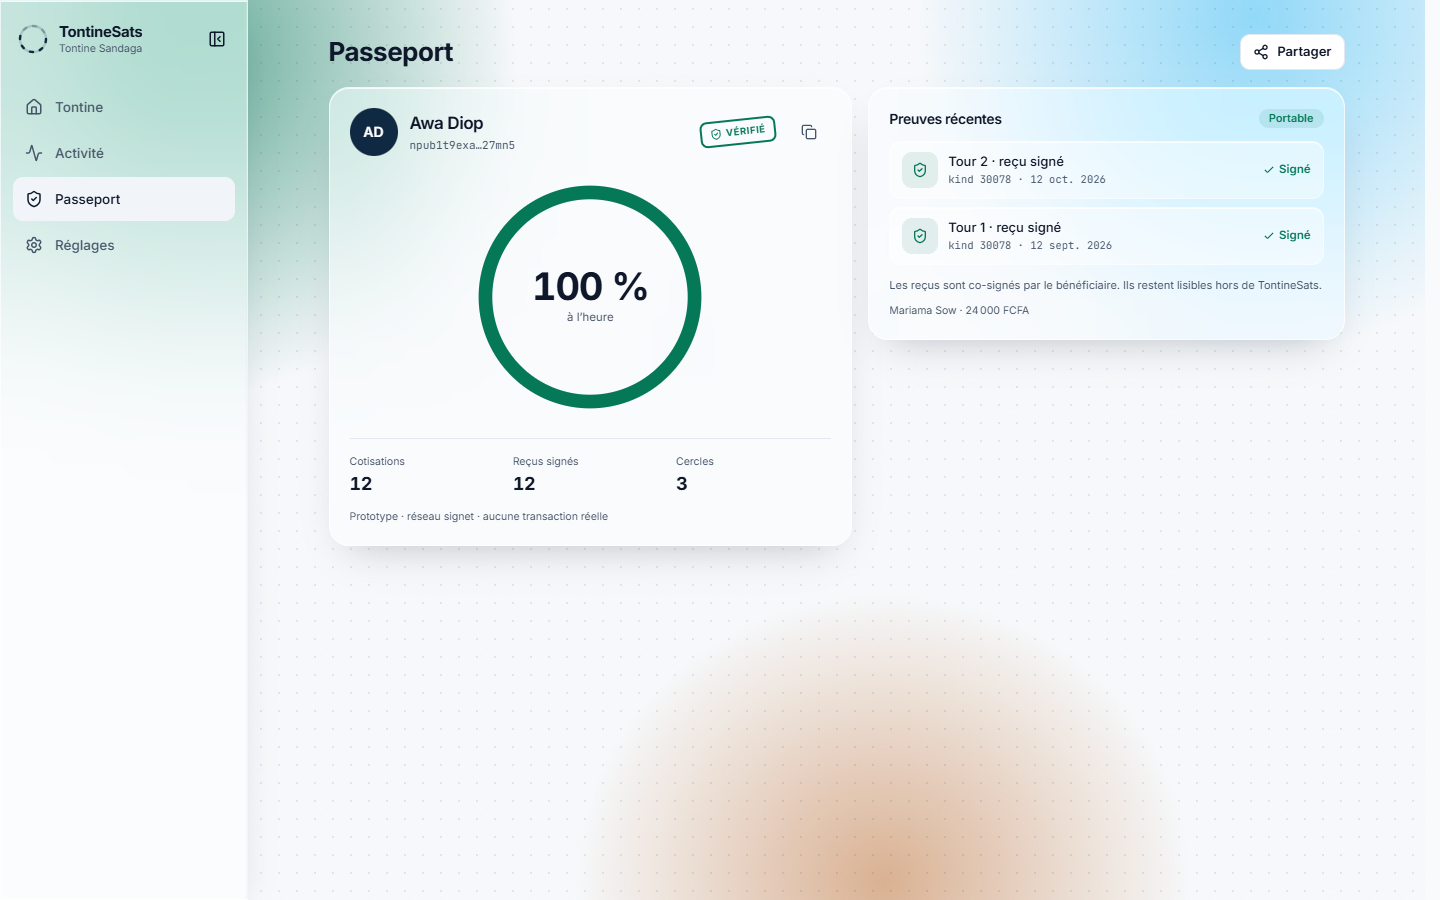 TontineSats
Tontine Sandaga
Tontine
Activité
Passeport
Réglages
Passeport
Partager
AD
Awa Diop
npub1t9exa…27mn5
VÉRIFIÉ
100 %
à l’heure
Cotisations
12
Reçus signés
12
Cercles
3
Prototype · réseau signet · aucune transaction réelle
Preuves récentes
Portable
Tour 2 · reçu signé
kind 30078 · 12 oct. 2026
Signé
Tour 1 · reçu signé
kind 30078 · 12 sept. 2026
Signé
Les reçus sont co-signés par le bénéficiaire. Ils restent lisibles hors de TontineSats.
Mariama Sow · 24 000 FCFA